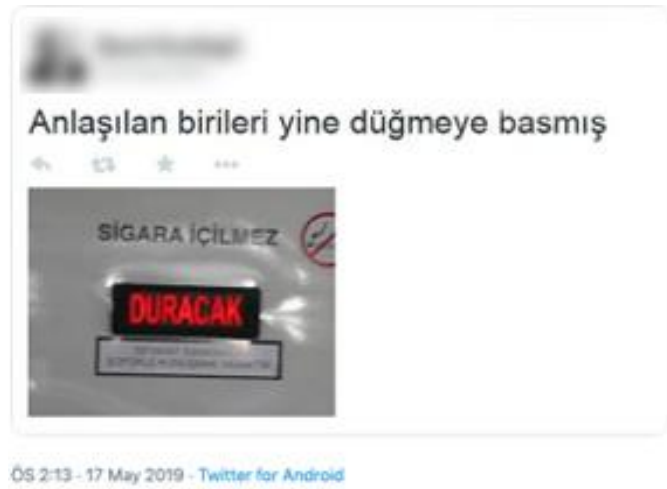 Anlaşılan birileri yine düğmeye basmış
SİGARA İÇİLMEZ
DURACAK
ÖS 2:13 - 17 May 2019 - Twitter for Android